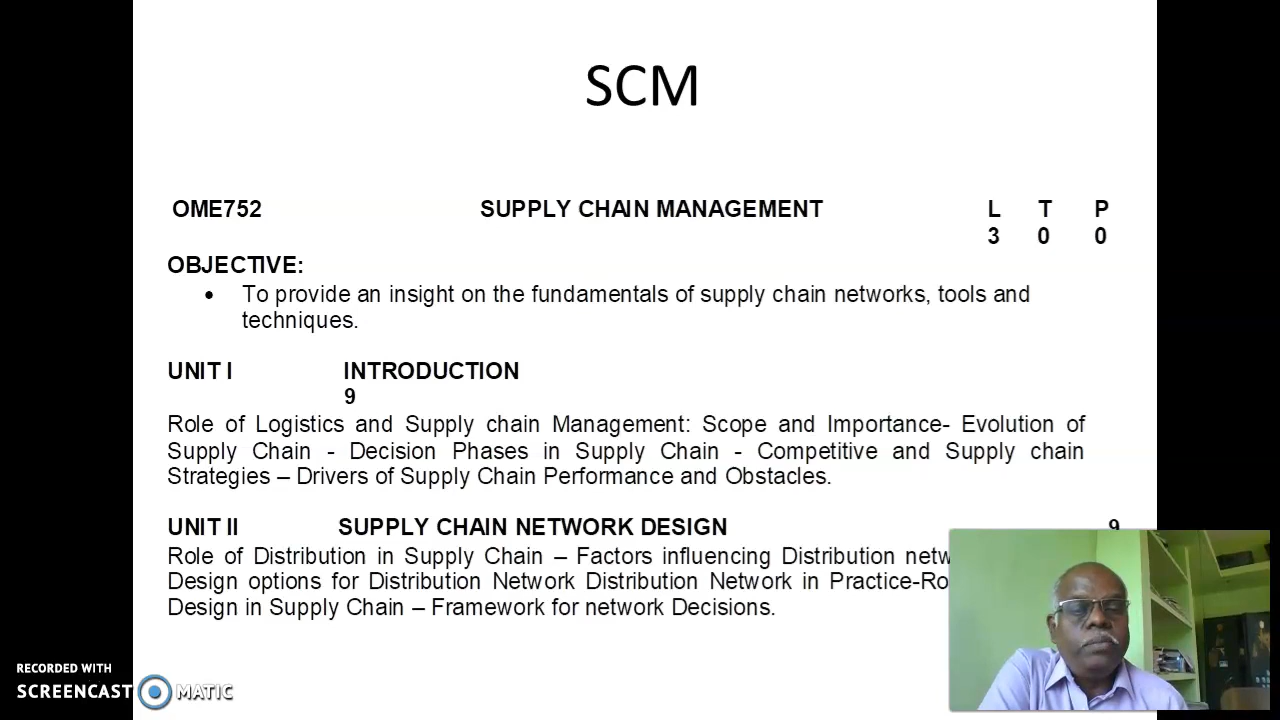 SCM
OME752 SUPPLY CHAIN MANAGEMENT L T P
3 0 0
OBJECTIVE:
• To provide an insight on the fundamentals of supply chain networks, tools and
techniques.
UNIT I INTRODUCTION
9
Role of Logistics and Supply chain Management: Scope and Importance- Evolution of
Supply Chain - Decision Phases in Supply Chain - Competitive and Supply chain
Strategies – Drivers of Supply Chain Performance and Obstacles.
UNIT II SUPPLY CHAIN NETWORK DESIGN 9
Role of Distribution in Supply Chain – Factors influencing Distribution
Design options for Distribution Network Distribution Network in Practice-
Design in Supply Chain – Framework for network Decisions.
RECORDED WITH
SCREENCAST MATIC